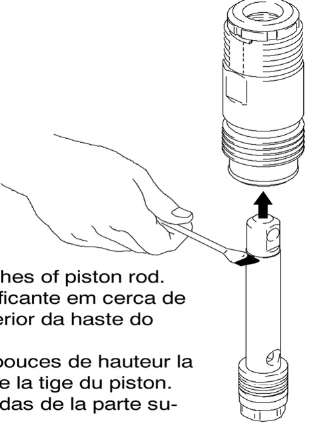 hes of piston rod.
ficante em cerca de
erior da haste do
pouces de hauteur la
e la tige du piston.
das de la parte su-